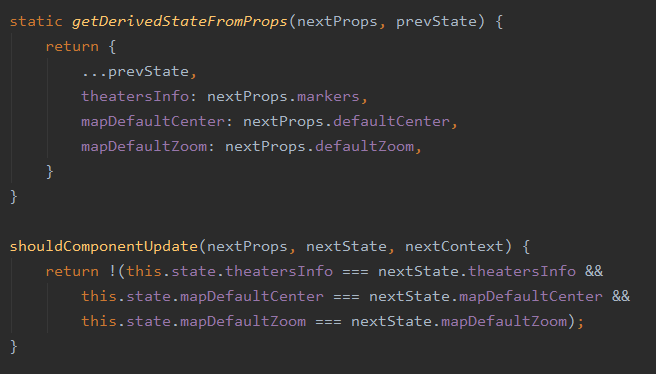 static getDerivedStateFromProps(nextProps, prevState) {
    return {
        ...prevState,
        theatersInfo: nextProps.markers,
        mapDefaultCenter: nextProps.defaultCenter,
        mapDefaultZoom: nextProps.defaultZoom,
    }
}

shouldComponentUpdate(nextProps, nextState, nextContext) {
    return !(this.state.theatersInfo === nextState.theatersInfo &&
        this.state.mapDefaultCenter === nextState.mapDefaultCenter &&
        this.state.mapDefaultZoom === nextState.mapDefaultZoom);
}